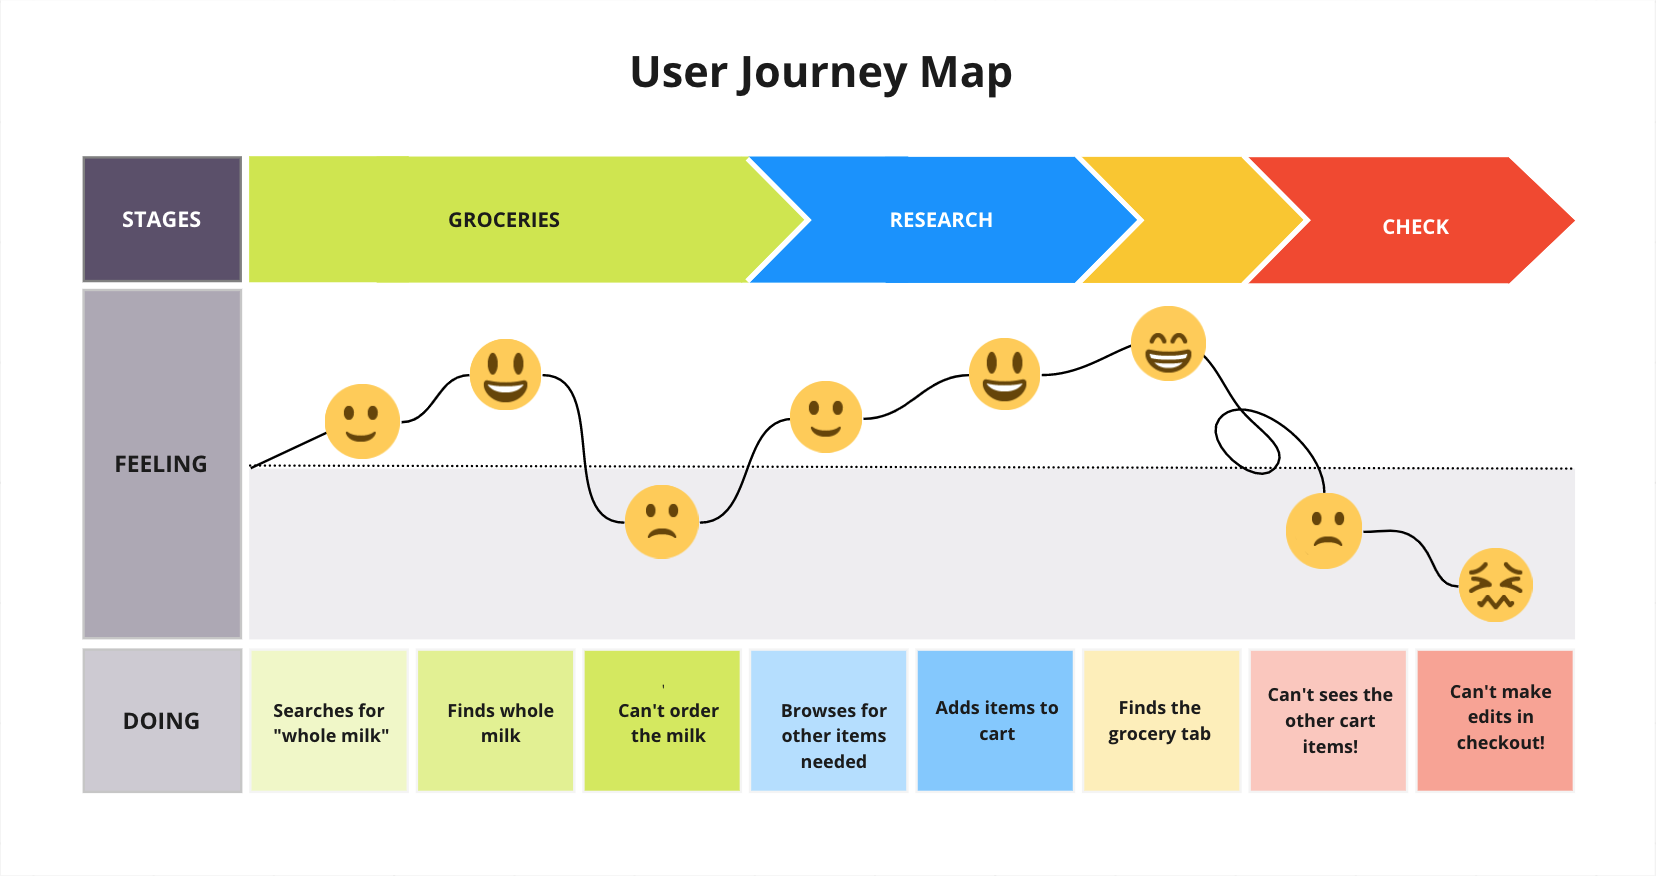 User Journey Map
STAGES
GROCERIES
RESEARCH
CHECK
FEELING
DOING
Searches for
"whole milk"
Finds whole
milk
'
Can't order
the milk
Browses for
other items
needed
Adds items to
cart
Finds the
grocery tab
Can't sees the
other cart
items!
Can't make
edits in
checkout!